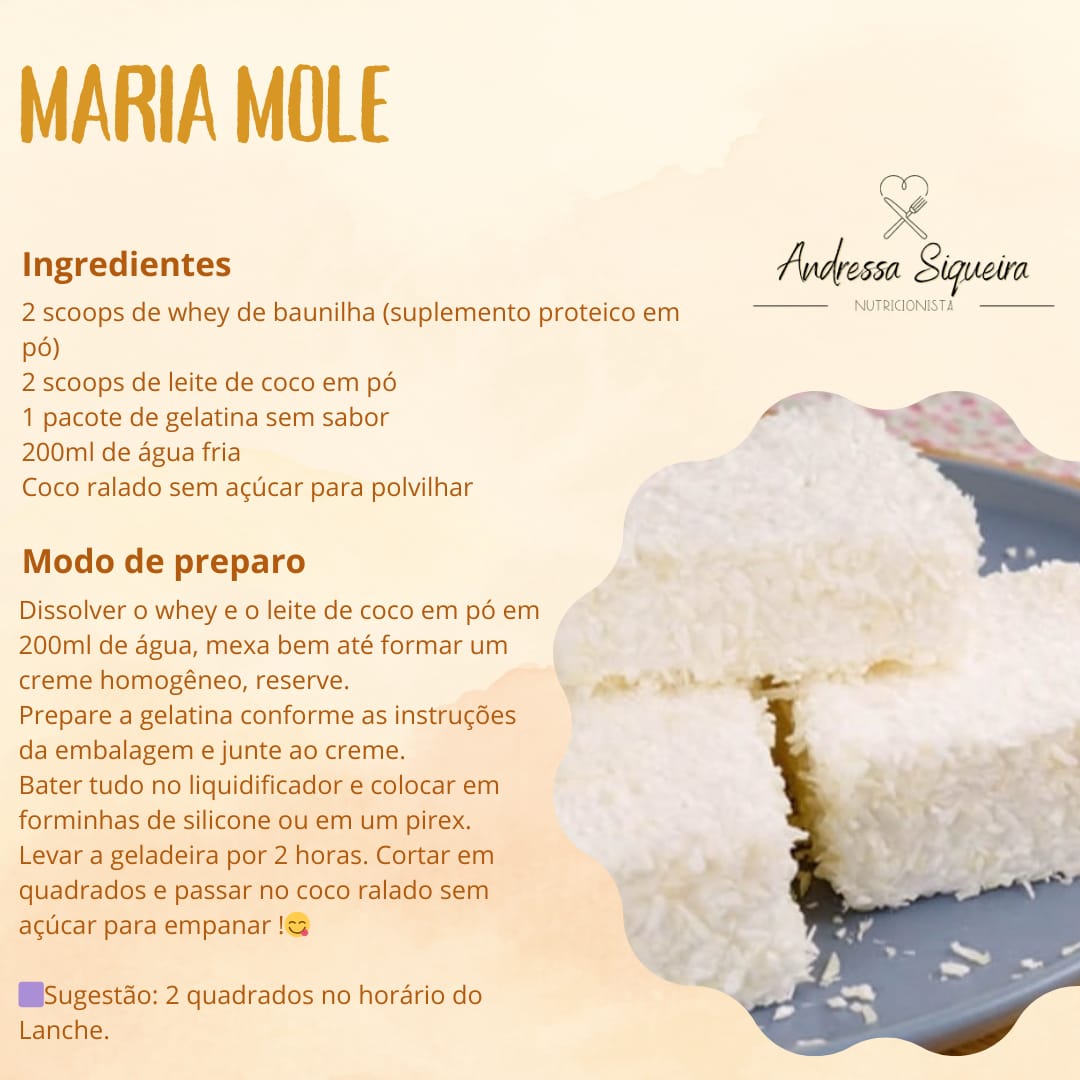 MARIA MOLE
Andressa Siqueira
NUTRICIONISTA
Ingredientes
2 scoops de whey de baunilha (suplemento proteico em
pó)
2 scoops de leite de coco em pó
1 pacote de gelatina sem sabor
200ml de água fria
Coco ralado sem açúcar para polvilhar
Modo de preparo
Dissolver o whey e o leite de coco em pó em
200ml de água, mexa bem até formar um
creme homogêneo, reserve.
Prepare a gelatina conforme as instruções
da embalagem e junte ao creme.
Bater tudo no liquidificador e colocar em
forminhas de silicone ou em um pirex.
Levar a geladeira por 2 horas. Cortar em
quadrados e passar no coco ralado sem
açúcar para empanar !😋
🟪Sugestão: 2 quadrados no horário do
Lanche.